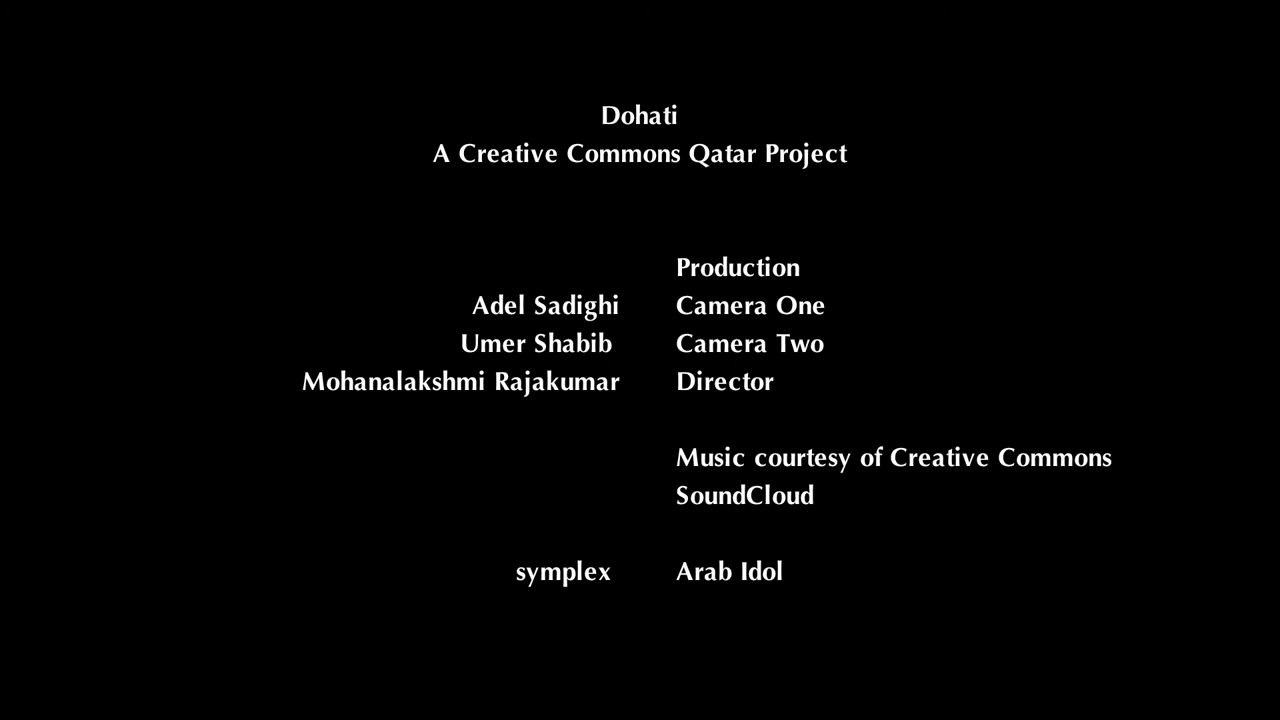 Dohati
A Creative Commons Qatar Project
Production
Adel Sadighi Camera One
Umer Shabib Camera Two
Mohanalakshmi Rajakumar Director
Music courtesy of Creative Commons
SoundCloud
symplex Arab Idol